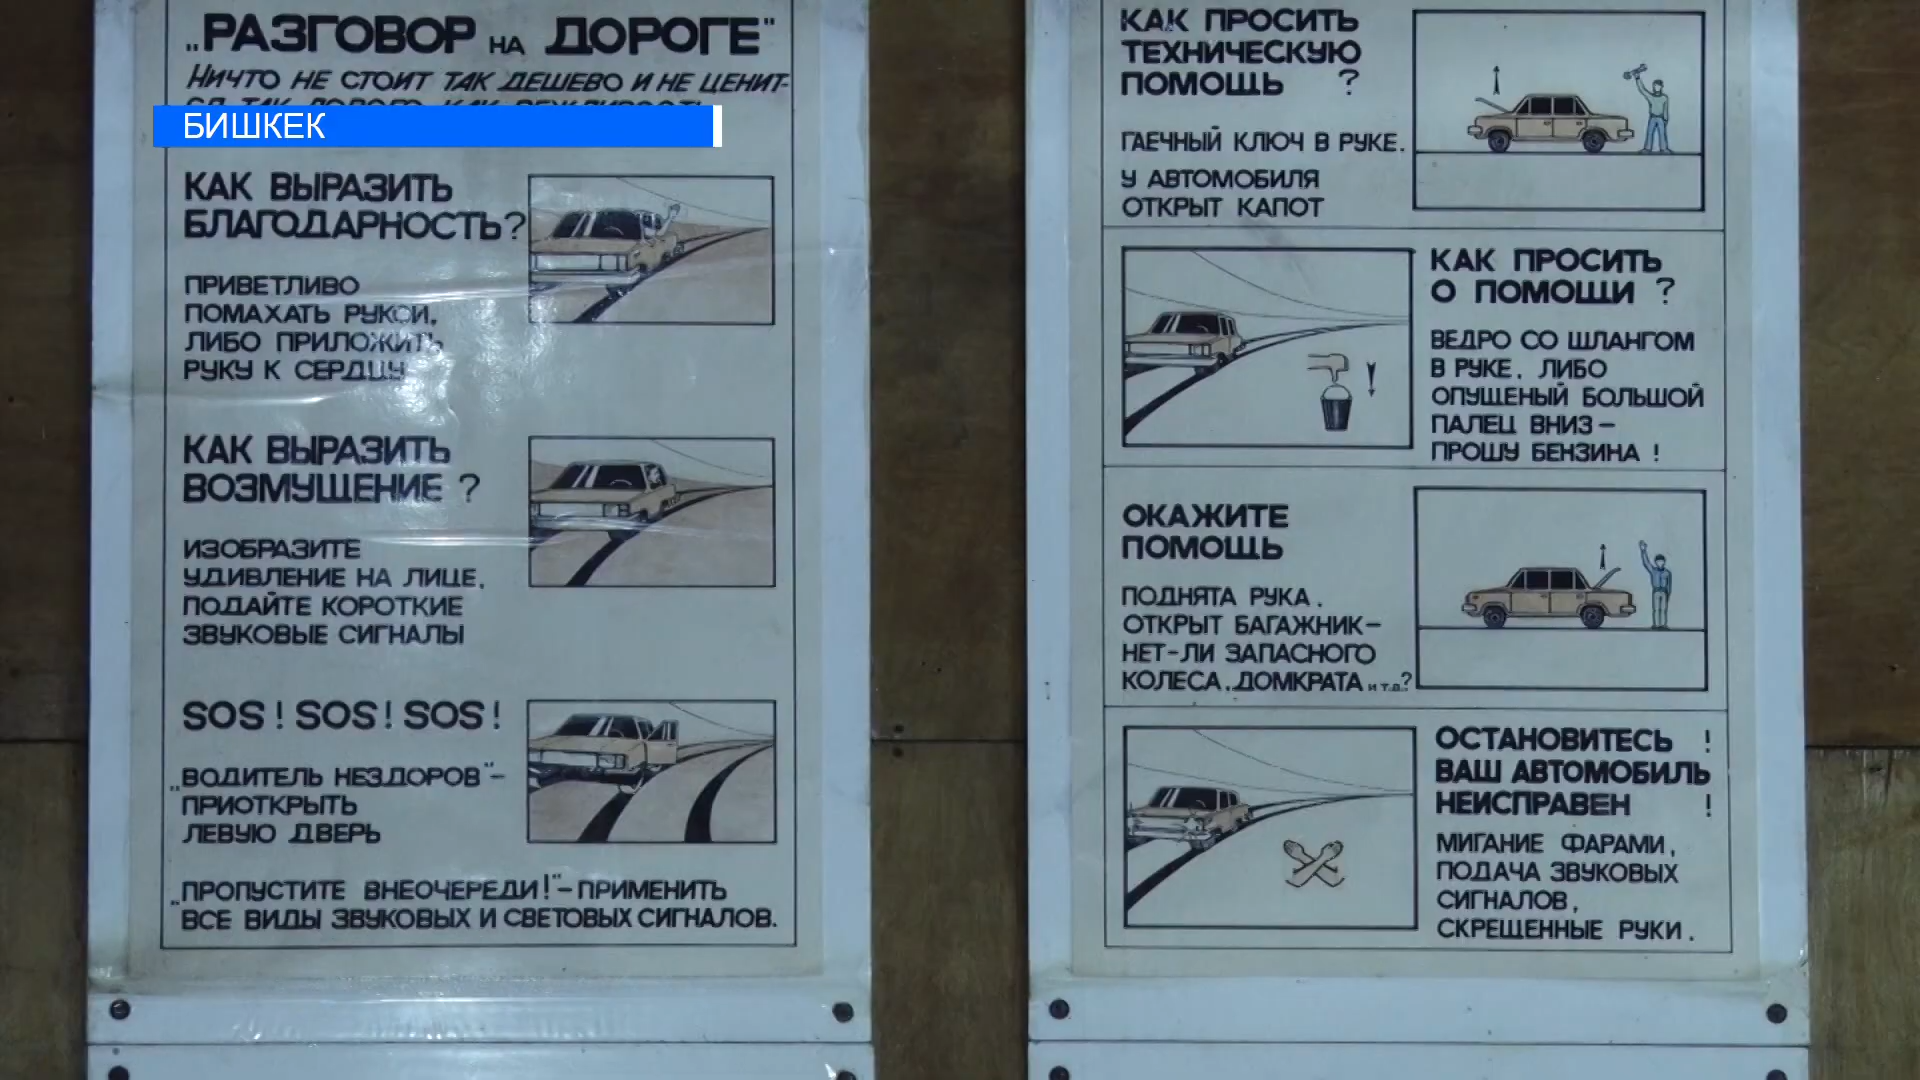 „РАЗГОВОР НА ДОРОГЕ"
НИЧТО НЕ СТОИТ ТАК ДЕШЕВО И НЕ ЦЕНИТ-
БИШКЕК
КАК ВЫРАЗИТЬ
БЛАГОДАРНОСТЬ?
ПРИВЕТЛИВО
ПОМАХАТЬ РУКОЙ,
ЛИБО ПРИЛОЖИТЬ
РУКУ К СЕРДЦУ
КАК ВЫРАЗИТЬ
ВОЗМУЩЕНИЕ ?
ИЗОБРАЗИТЕ
УДИВЛЕНИЕ НА ЛИЦЕ,
ПОДАЙТЕ КОРОТКИЕ
ЗВУКОВЫЕ СИГНАЛЫ
SOS ! SOS ! SOS !
„ВОДИТЕЛЬ НЕЗДОРОВ"-
ПРИОТКРЫТЬ
ЛЕВУЮ ДВЕРЬ
„ПРОПУСТИТЕ ВНЕОЧЕРЕДИ!"- ПРИМЕНИТЬ
ВСЕ ВИДЫ ЗВУКОВЫХ И СВЕТОВЫХ СИГНАЛОВ.
КАК ПРОСИТЬ
ТЕХНИЧЕСКУЮ
ПОМОЩЬ ?
ГАЕЧНЫЙ КЛЮЧ В РУКЕ.
У АВТОМОБИЛЯ
ОТКРЫТ КАПОТ
КАК ПРОСИТЬ
О ПОМОЩИ ?
ВЕДРО СО ШЛАНГОМ
В РУКЕ, ЛИБО
ОПУЩЕНЫЙ БОЛЬШОЙ
ПАЛЕЦ ВНИЗ –
ПРОШУ БЕНЗИНА !
ОКАЖИТЕ
ПОМОЩЬ
ПОДНЯТА РУКА,
ОТКРЫТ БАГАЖНИК–
НЕТ-ЛИ ЗАПАСНОГО
КОЛЕСА, ДОМКРАТА и т.д.?
ОСТАНОВИТЕСЬ !
ВАШ АВТОМОБИЛЬ
НЕИСПРАВЕН !
МИГАНИЕ ФАРАМИ,
ПОДАЧА ЗВУКОВЫХ
СИГНАЛОВ,
СКРЕЩЕННЫЕ РУКИ.